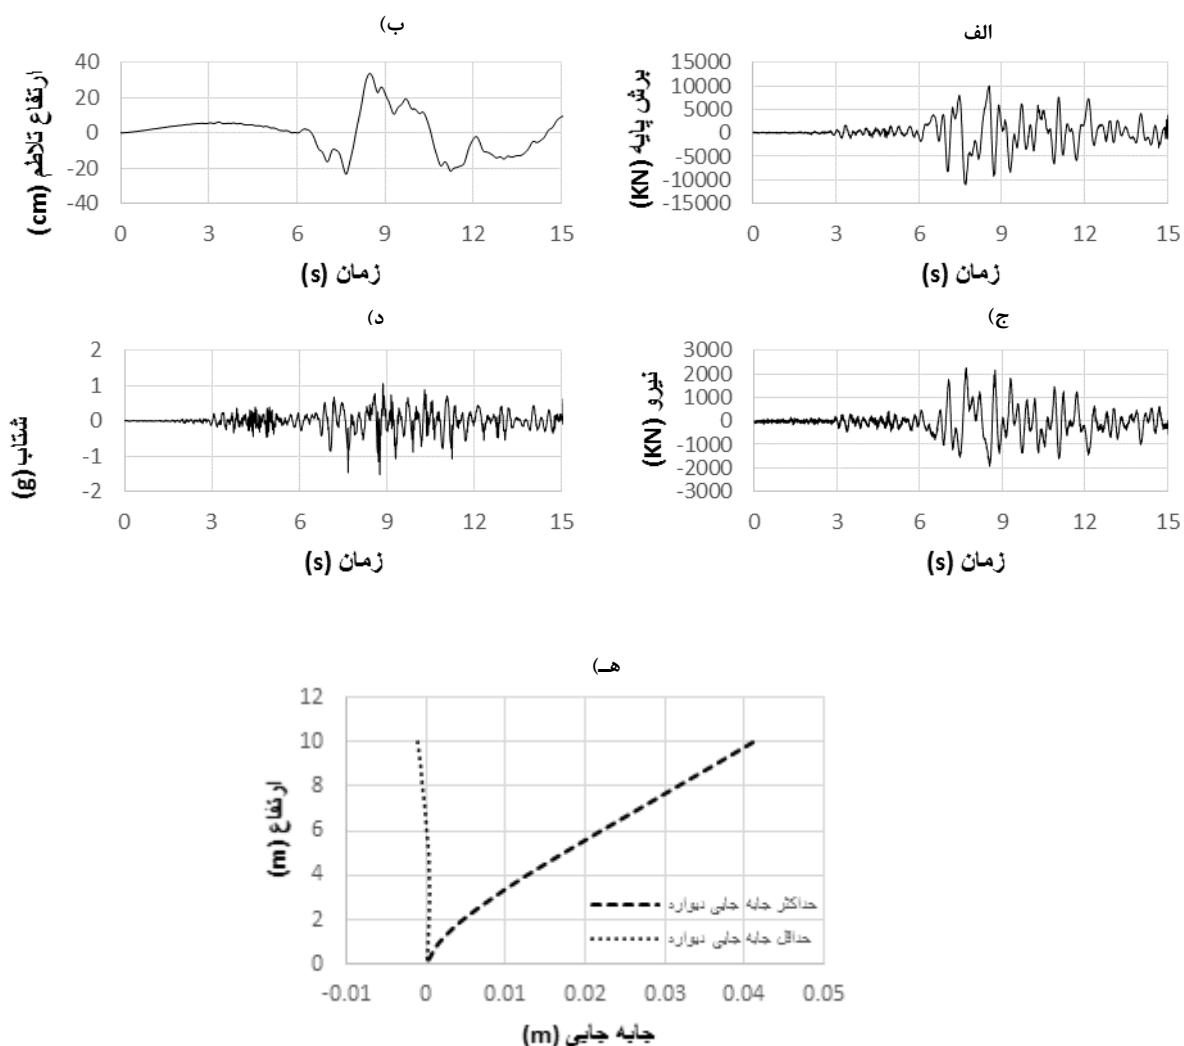 الف
برش پایه (KN)
15000
10000
5000
0
-5000
-10000
-15000
0 3 6 9 12 15
زمان (s)
ب)
ارتفاع تلاطم (cm)
40
20
0
-20
-40
0 3 6 9 12 15
زمان (s)
ج)
نیرو (KN)
3000
2000
1000
0
-1000
-2000
-3000
0 3 6 9 12 15
زمان (s)
د)
شتاب (g)
2
1
0
-1
-2
0 3 6 9 12 15
زمان (s)
هـ)
ارتفاع (m)
12
10
8
6
4
2
0
حداکثر جابه جایی دیواره
حداقل جابه جایی دیواره
-0.01 0 0.01 0.02 0.03 0.04 0.05
جابه جایی (m)